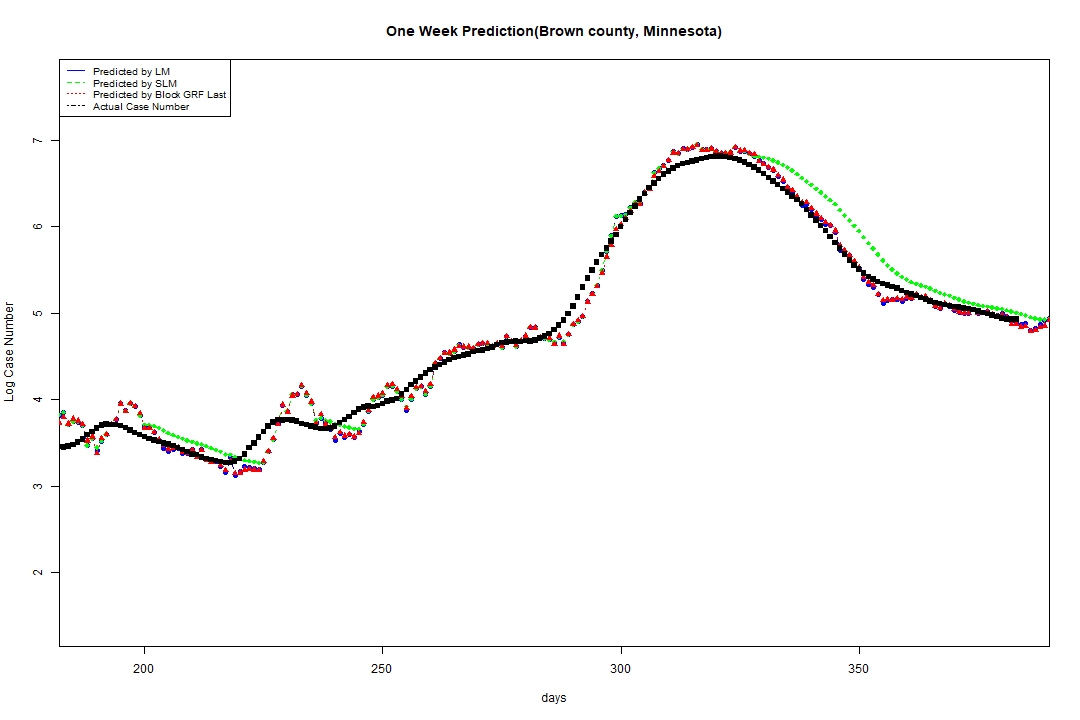 One Week Prediction(Brown county, Minnesota)
Predicted by LM
Predicted by SLM
Predicted by Block GRF Last
Actual Case Number
7
6
5
4
3
2
Log Case Number
200
250
300
350
days